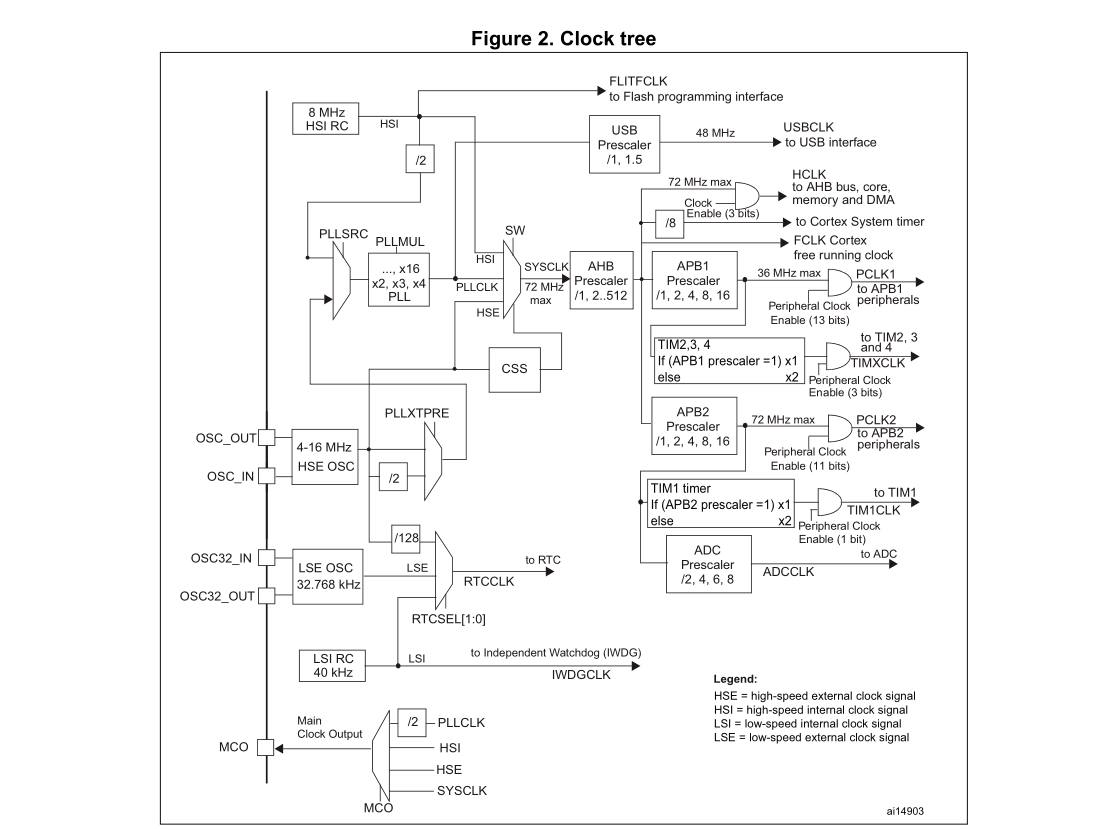 Figure 2. Clock tree
FLITFCLK
to Flash programming interface
8 MHz
HSI RC
HSI
/2
USB
Prescaler
/1, 1.5
48 MHz
USBCLK
to USB interface
72 MHz max
Clock
Enable (3 bits)
HCLK
to AHB bus, core,
memory and DMA
/8
to Cortex System timer
FCLK Cortex
free running clock
PLLSRC
PLLMUL
..., x16
x2, x3, x4
PLL
SW
HSI
PLLCLK
HSE
SYSCLK
72 MHz
max
AHB
Prescaler
/1, 2..512
APB1
Prescaler
/1, 2, 4, 8, 16
36 MHz max
PCLK1
to APB1
peripherals
Peripheral Clock
Enable (13 bits)
TIM2,3, 4
If (APB1 prescaler =1) x1
else x2
to TIM2, 3
and 4
TIMXCLK
Peripheral Clock
Enable (3 bits)
CSS
PLLXTPRE
OSC_OUT
OSC_IN
4-16 MHz
HSE OSC
/2
APB2
Prescaler
/1, 2, 4, 8, 16
72 MHz max
PCLK2
to APB2
peripherals
Peripheral Clock
Enable (11 bits)
TIM1 timer
If (APB2 prescaler =1) x1
else x2
to TIM1
TIM1CLK
Peripheral Clock
Enable (1 bit)
/128
OSC32_IN
OSC32_OUT
LSE OSC
32.768 kHz
LSE
to RTC
RTCCLK
RTCSEL[1:0]
ADC
Prescaler
/2, 4, 6, 8
to ADC
ADCCLK
LSI RC
40 kHz
LSI
to Independent Watchdog (IWDG)
IWDGCLK
Legend:
HSE = high-speed external clock signal
HSI = high-speed internal clock signal
LSI = low-speed internal clock signal
LSE = low-speed external clock signal
MCO
Main
Clock Output
/2
PLLCLK
HSI
HSE
SYSCLK
MCO
ai14903